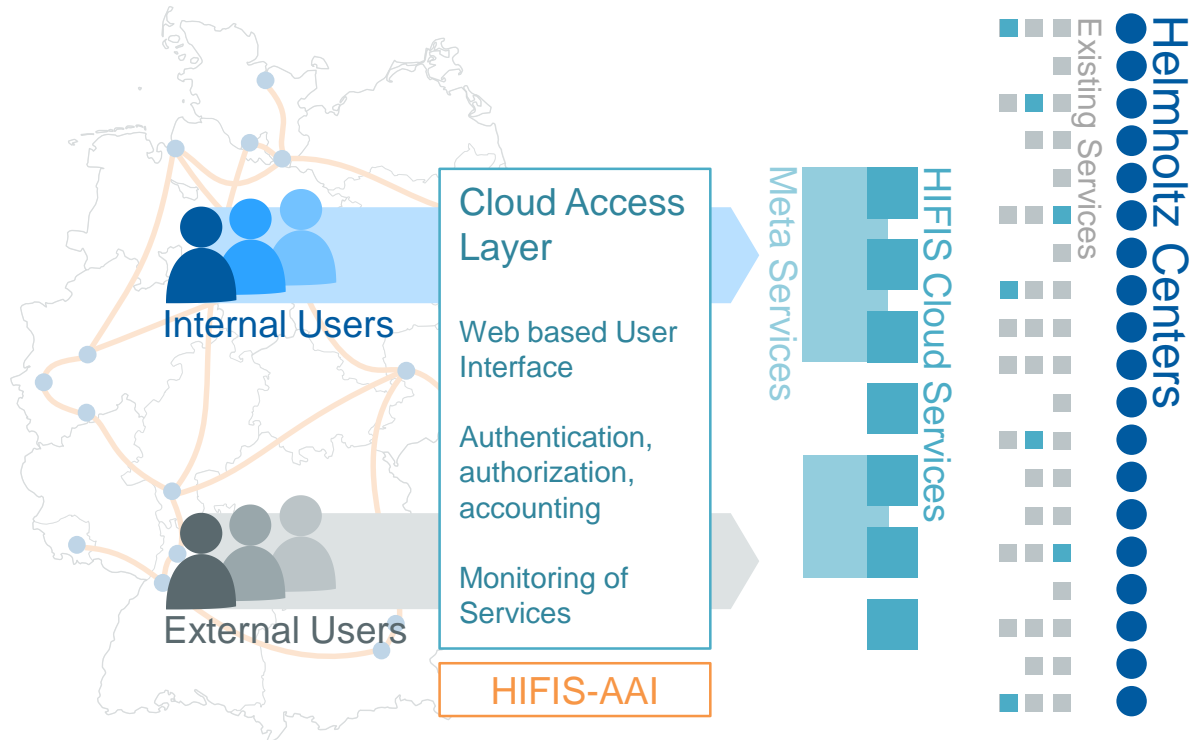 Internal Users
External Users
Cloud Access
Layer
Web based User
Interface
Authentication,
authorization,
accounting
Monitoring of
Services
HIFIS-AAI
Meta Services
HIFIS Cloud Services
Existing Services
Helmholtz Centers